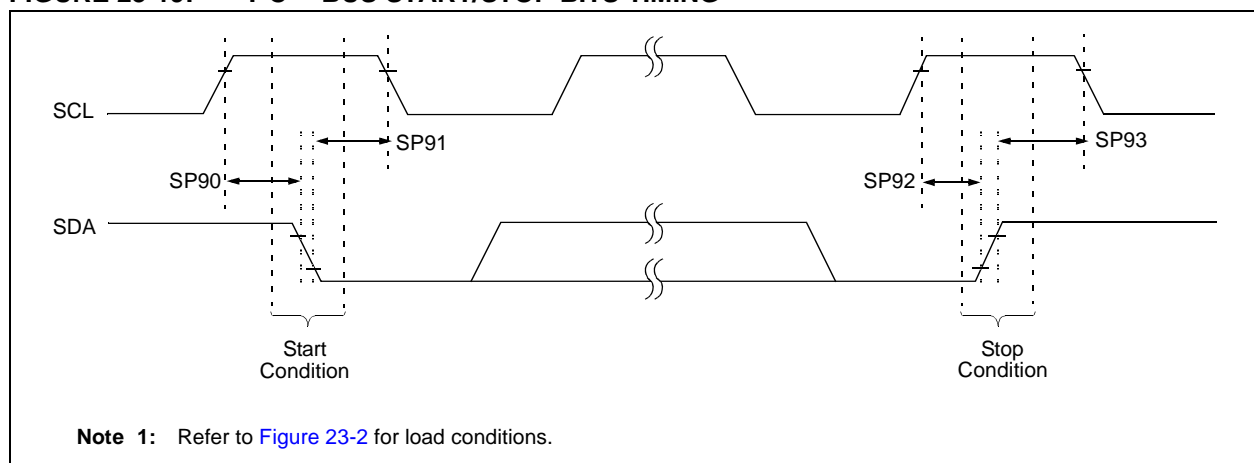 SCL
SP91
SP93
SP90
SP92
SDA
Start
Condition
Stop
Condition
Note 1: Refer to Figure 23-2 for load conditions.